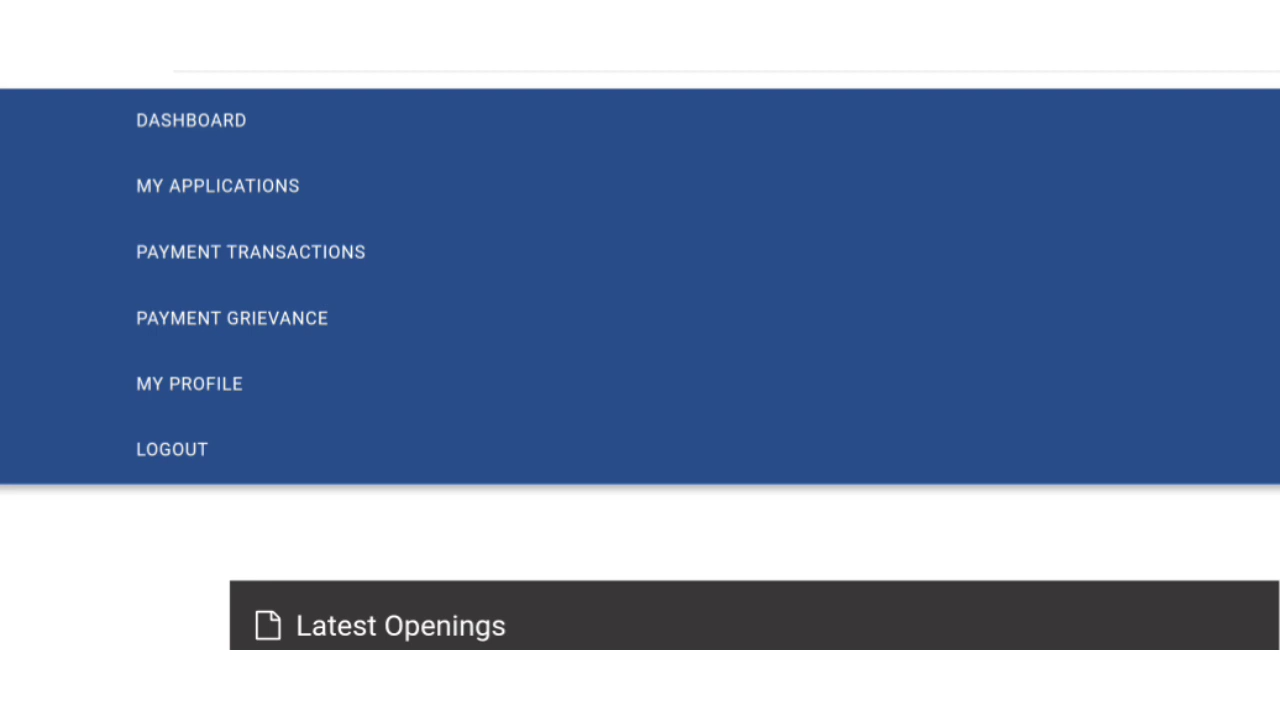 DASHBOARD
MY APPLICATIONS
PAYMENT TRANSACTIONS
PAYMENT GRIEVANCE
MY PROFILE
LOGOUT
Latest Openings